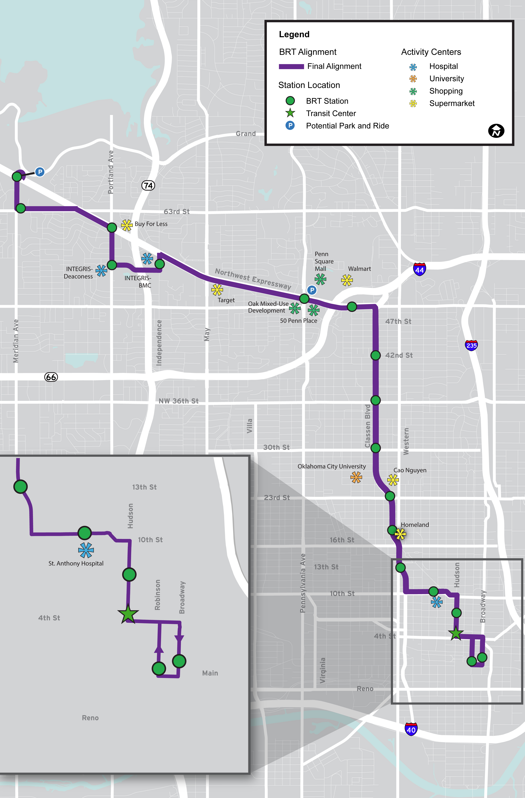 Legend
BRT Alignment
Final Alignment
Station Location
BRT Station
Transit Center
P Potential Park and Ride
Activity Centers
Hospital
University
Shopping
Supermarket
N
Grand
Portland Ave
P
74
63rd St
Buy For Less
INTEGRIS-
Deaconess
INTEGRIS-
BMC
Northwest Expressway
Penn
Square
Mall
Walmart
44
Target
P
Oak Mixed-Use
Development
50 Penn Place
47th St
Meridian Ave
Independence
May
235
42nd St
66
NW 36th St
Villa
Classen Blvd
Western
30th St
Oklahoma City University
Cao Nguyen
23rd St
Homeland
16th St
13th St
Pennsylvania Ave
Hudson
10th St
Broadway
4th St
Virginia
Reno
40
13th St
Hudson
10th St
St. Anthony Hospital
Robinson
Broadway
4th St
Main
Reno